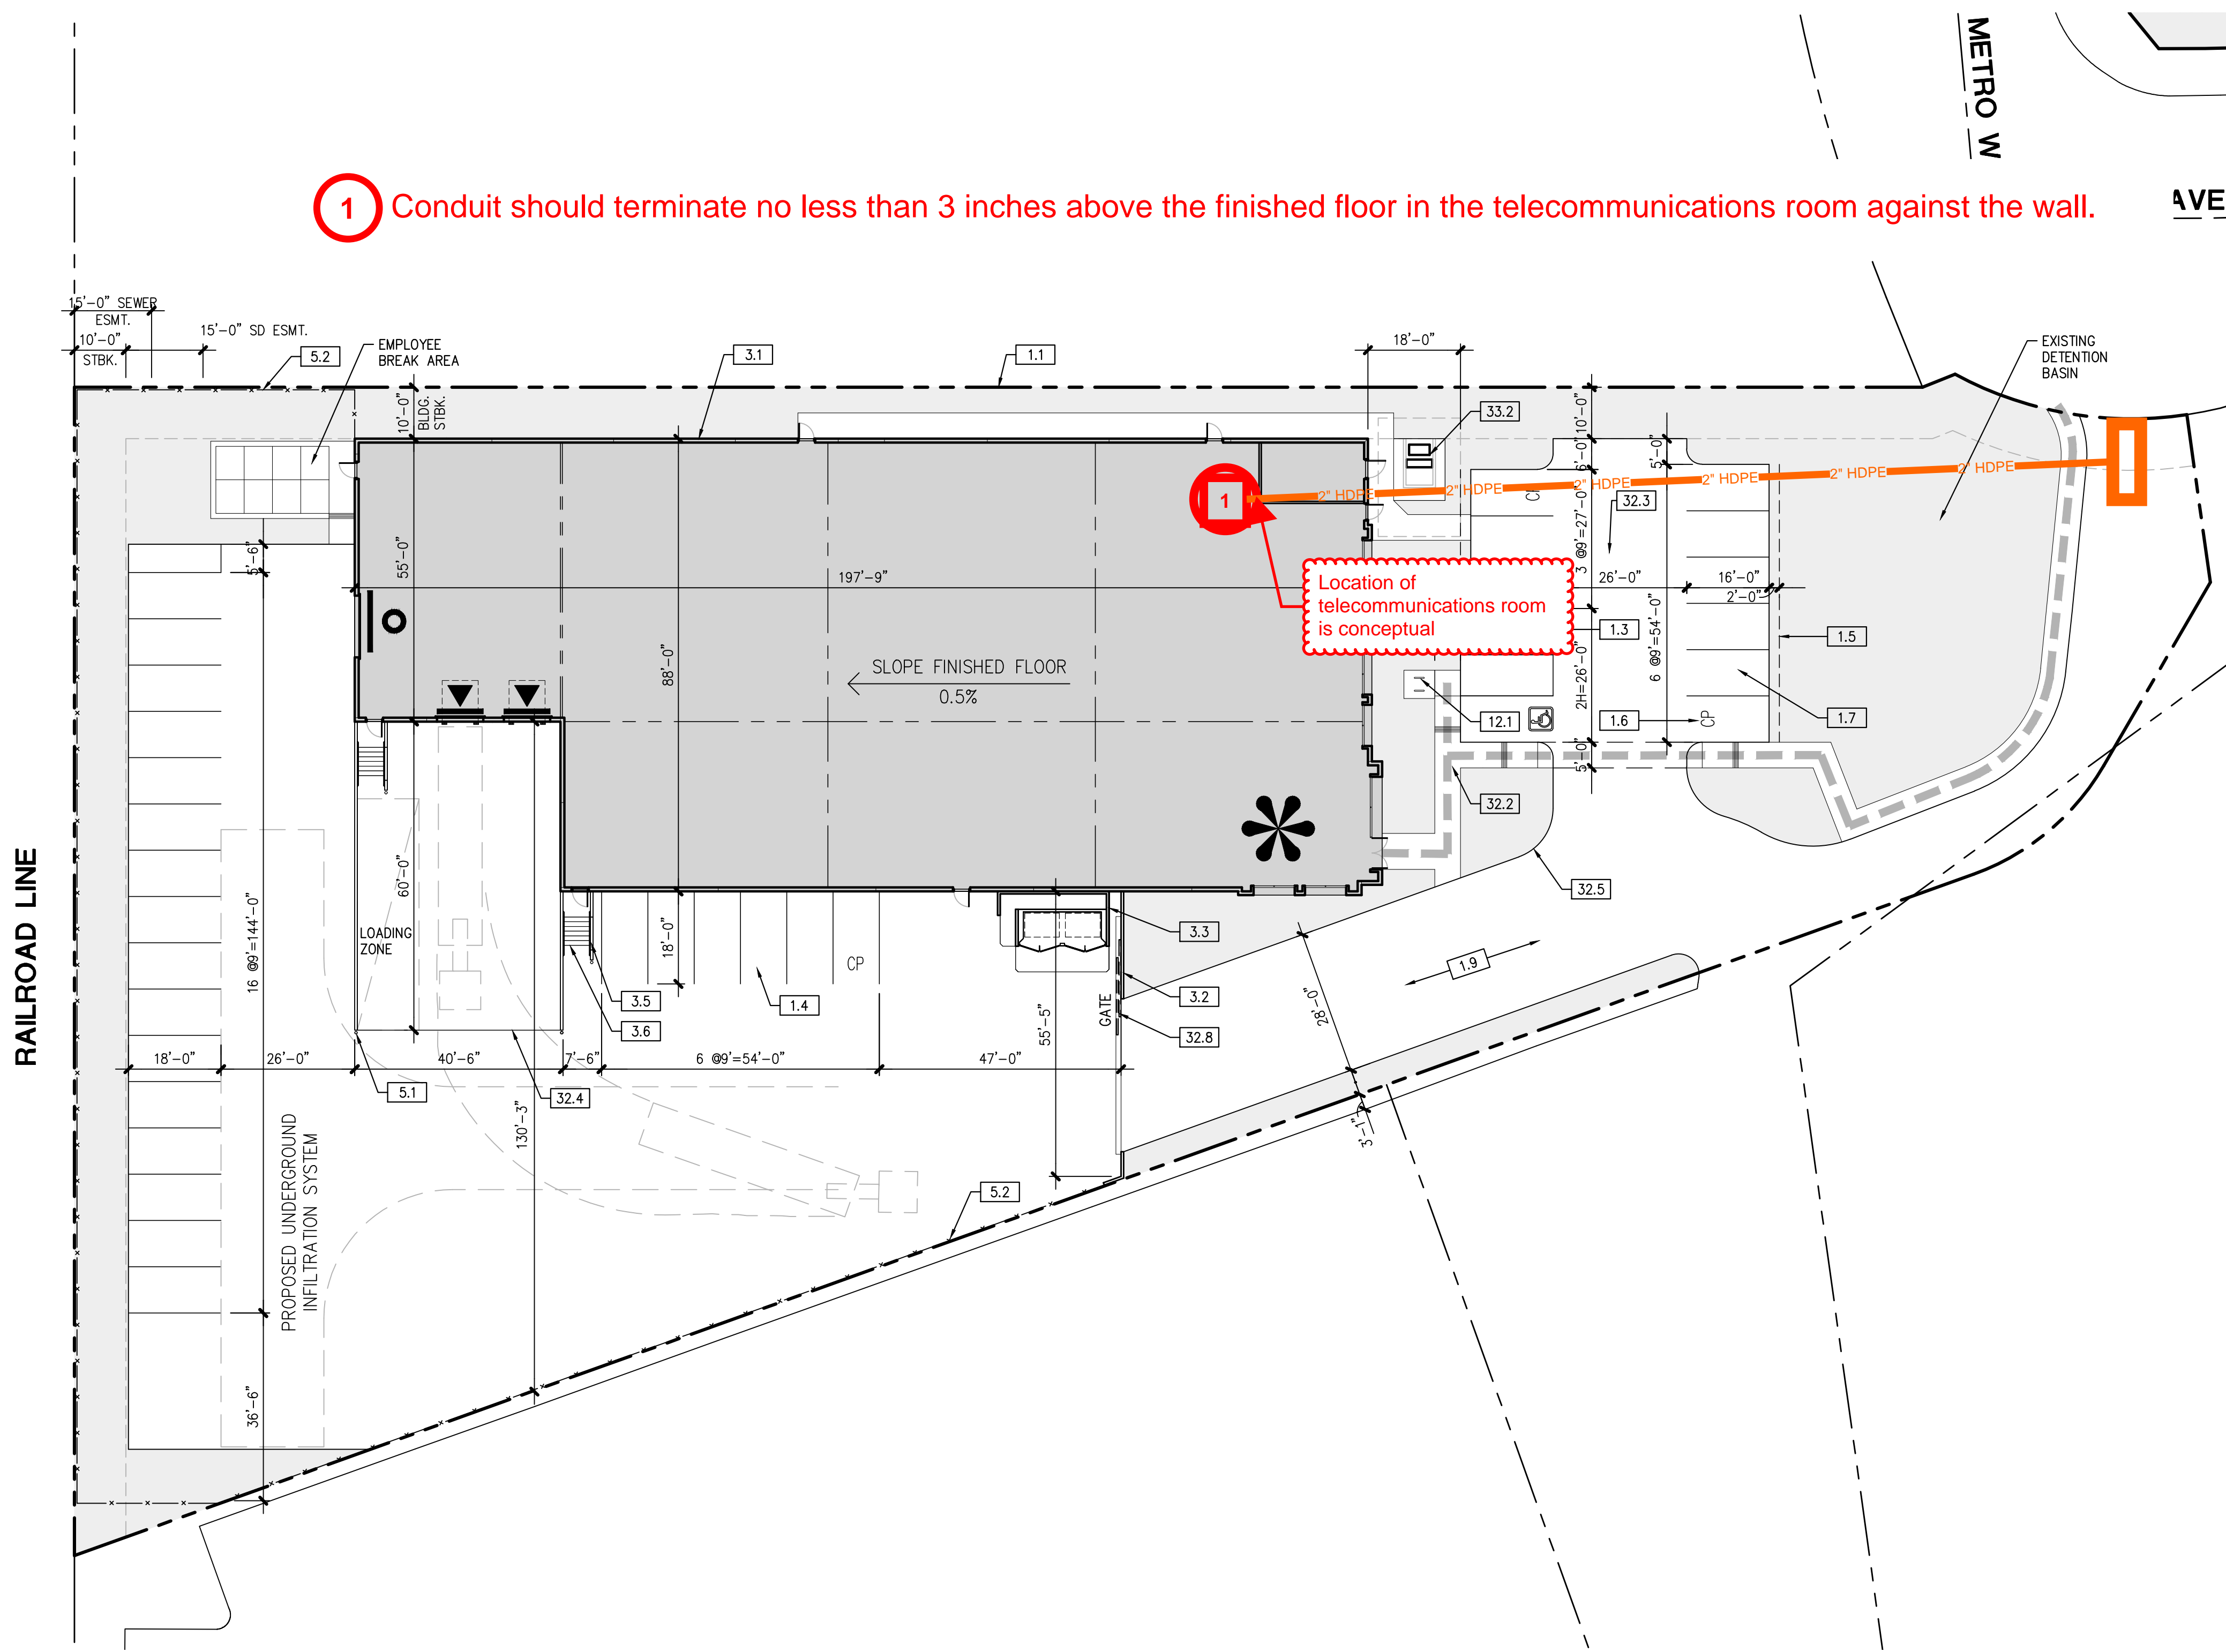 METRO W
AVE
1 Conduit should terminate no less than 3 inches above the finished floor in the telecommunications room against the wall.
15'-0" SEWER
ESMT.
10'-0"
STBK.
15'-0" SD ESMT.
5.2
EMPLOYEE
BREAK AREA
3.1
1.1
18'-0"
EXISTING
DETENTION
BASIN
10'-0"
BLDG.
STBK.
33.2
10'-0"
6'-0"
5'-0"
1
2" HDPE
2" HDPE
2" HDPE
2" HDPE
2" HDPE
2" HDPE
32.3
3 @9'=27'-0"
5'-6"
55'-0"
197'-9"
Location of
telecommunications room
is conceptual
26'-0"
16'-0"
2'-0"
1.3
1.5
6 @9'=54'-0"
88'-0"
SLOPE FINISHED FLOOR
0.5%
2H=26'-0"
12.1
1.6
CP
1.7
5'-0"
32.2
32.5
RAILROAD LINE
16 @9'=144'-0"
60'-0"
LOADING
ZONE
18'-0"
CP
3.3
3.5
3.6
1.4
3.2
GATE
32.8
55'-5"
28'-0"
1.9
18'-0"
26'-0"
40'-6"
7'-6"
6 @9'=54'-0"
47'-0"
5.1
32.4
130'-3"
3'-1"
PROPOSED UNDERGROUND
INFILTRATION SYSTEM
5.2
36'-6"